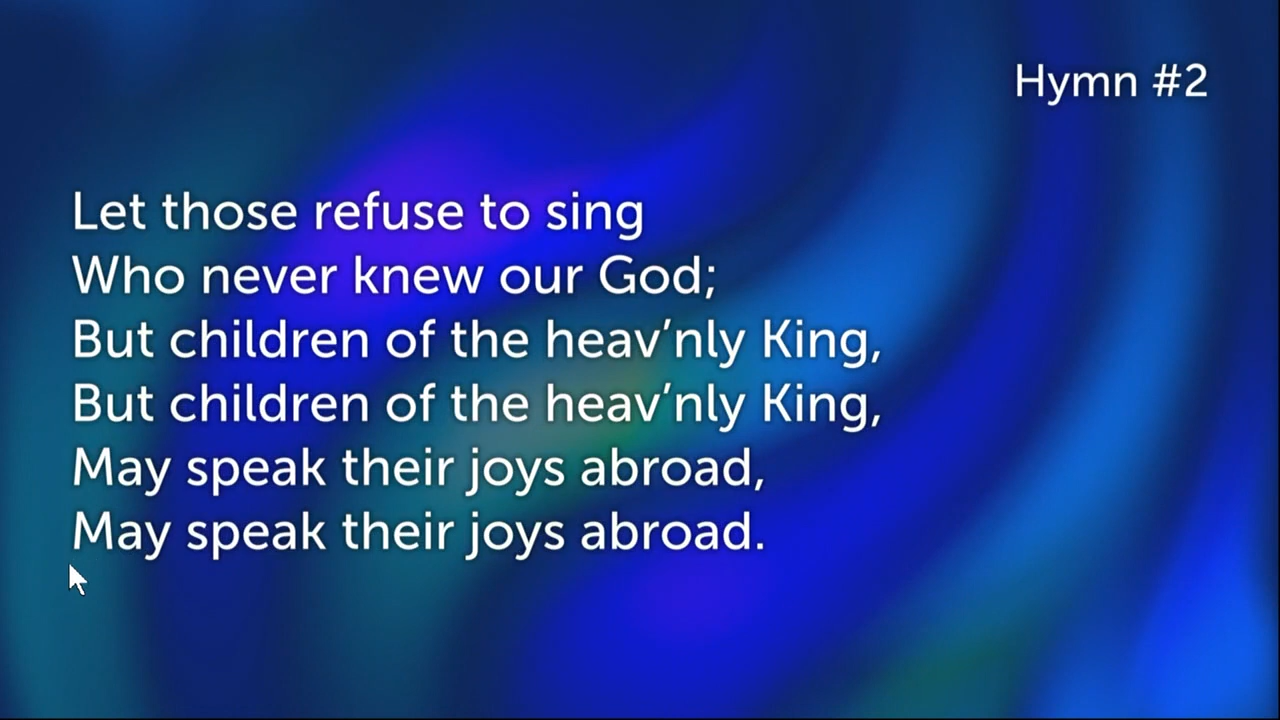 Hymn #2
Let those refuse to sing
Who never knew our God;
But children of the heav’nly King,
But children of the heav’nly King,
May speak their joys abroad,
May speak their joys abroad.